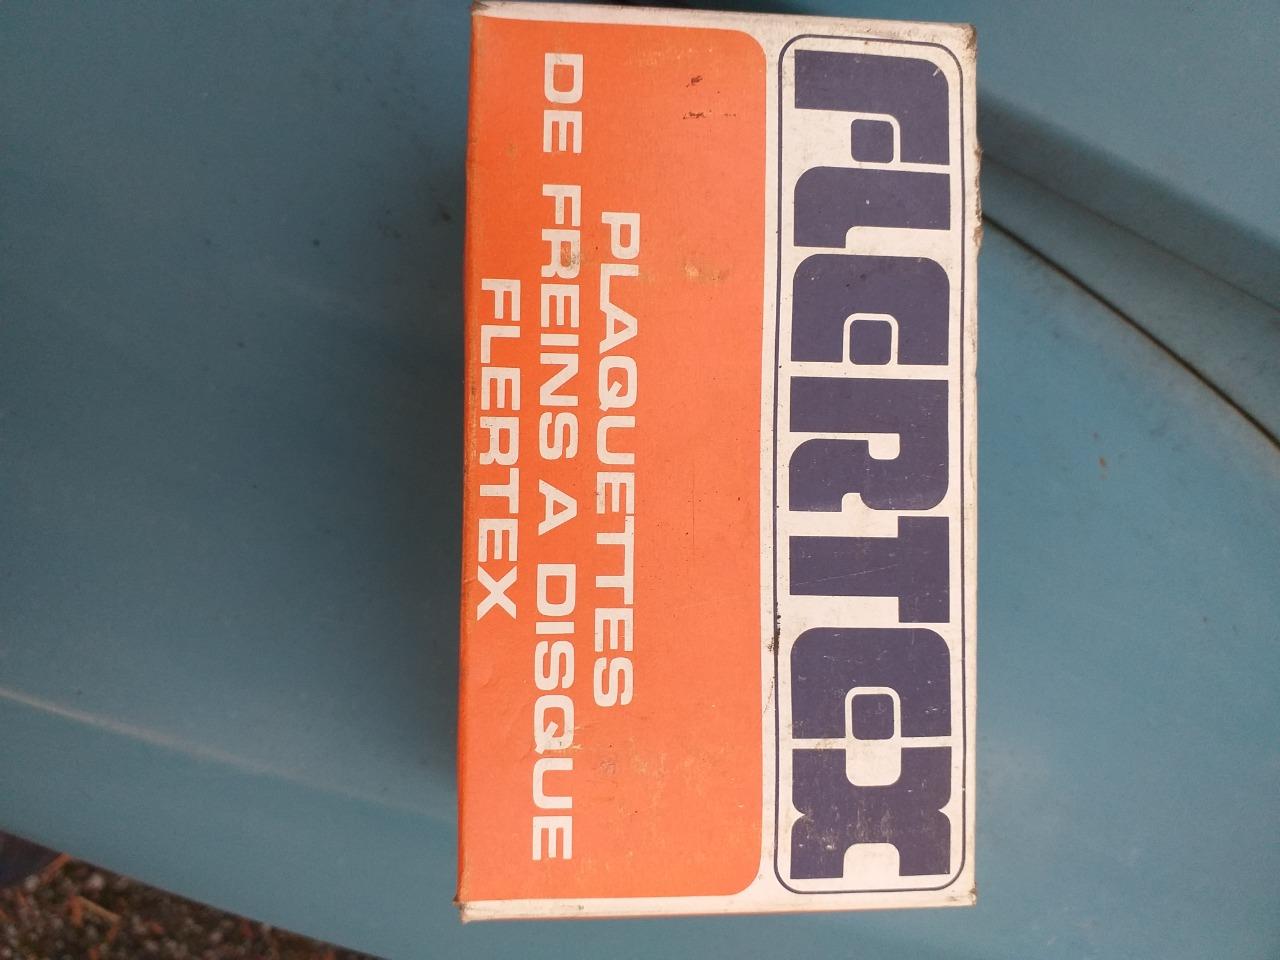 FLERTEX
PLAQUETTES
DE FREINS A DISQUE
FLERTEX